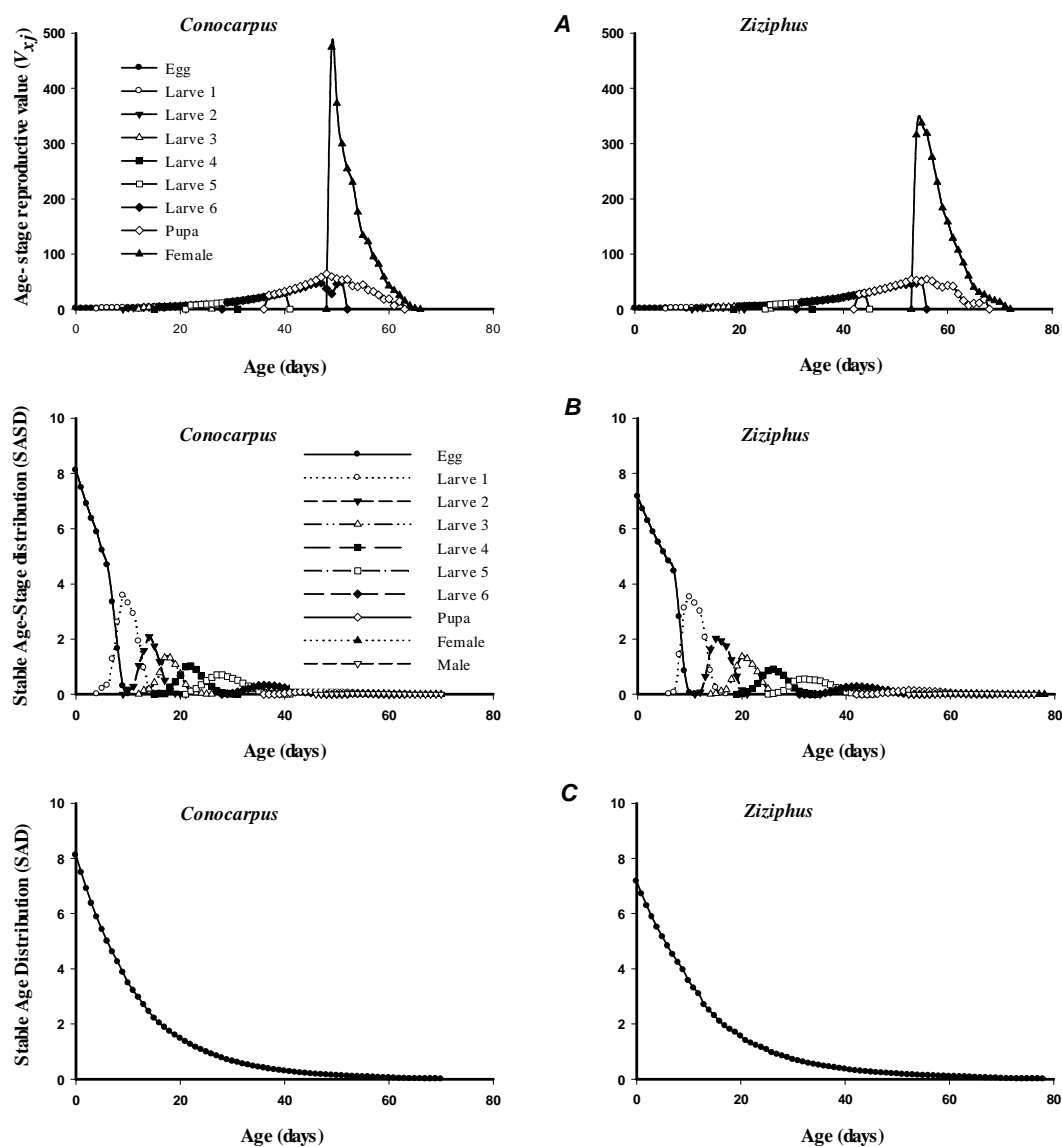 Conocarpus
A
Ziziphus
Age- stage reproductive value (Vxj)
500
400
300
200
100
0
Egg
Larve 1
Larve 2
Larve 3
Larve 4
Larve 5
Larve 6
Pupa
Female
0 20 40 60 80
Age (days)
500
400
300
200
100
0
0 20 40 60 80
Age (days)
B
Conocarpus
Ziziphus
Stable Age-Stage distribution (SASD)
10
8
6
4
2
0
Egg
Larve 1
Larve 2
Larve 3
Larve 4
Larve 5
Larve 6
Pupa
Female
Male
0 20 40 60 80
Age (days)
10
8
6
4
2
0
0 20 40 60 80
Age (days)
C
Conocarpus
Ziziphus
Stable Age Distribution (SAD)
10
8
6
4
2
0
0 20 40 60 80
Age (days)
10
8
6
4
2
0
0 20 40 60 80
Age (days)